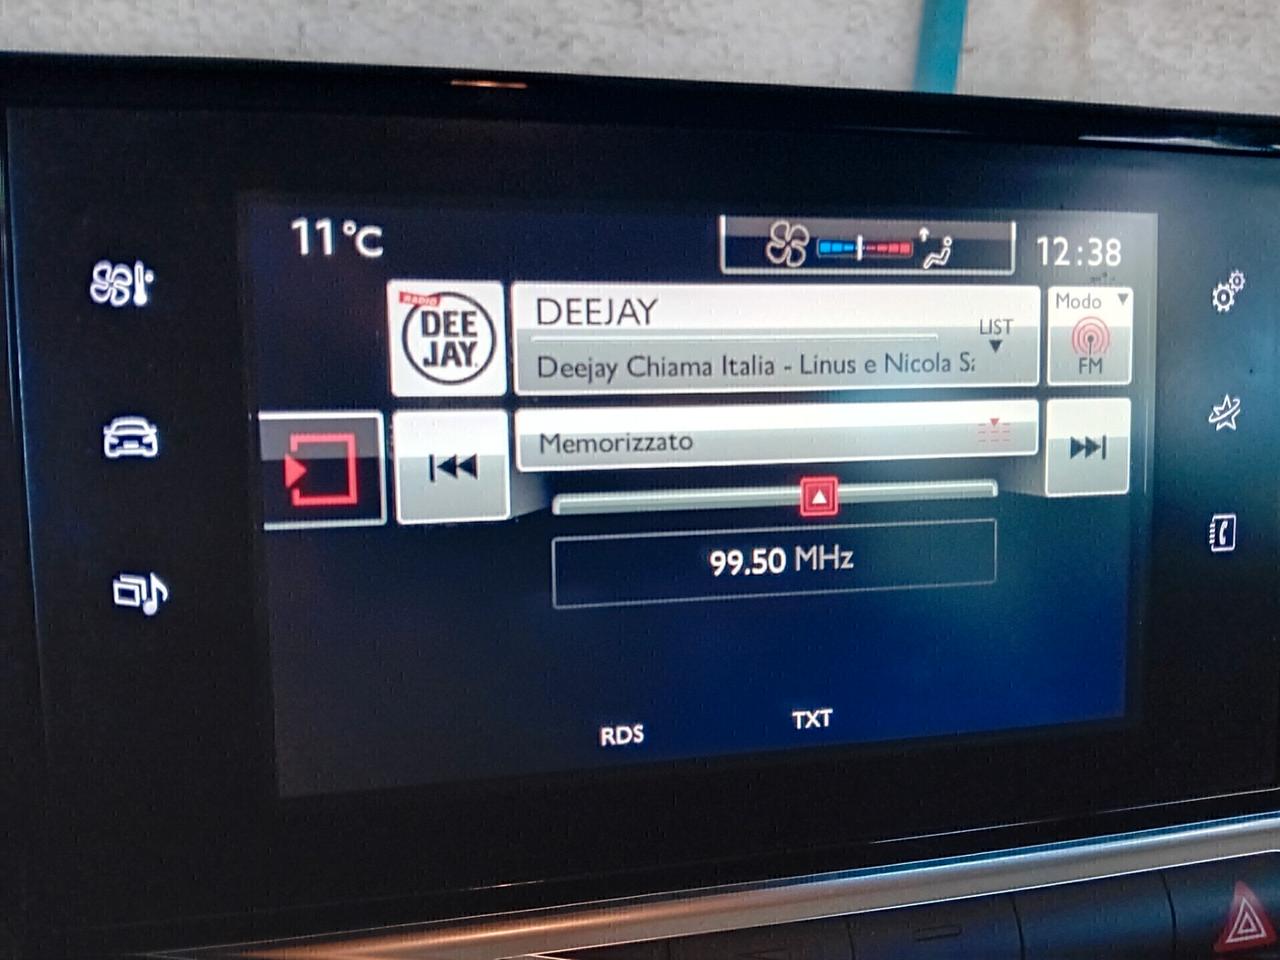 11°C
12:38
RADIO
DEE
JAY
DEEJAY
LIST
Deejay Chiama Italia - Linus e Nicola
Modo
FM
Memorizzato
99.50 MHz
RDS
TXT